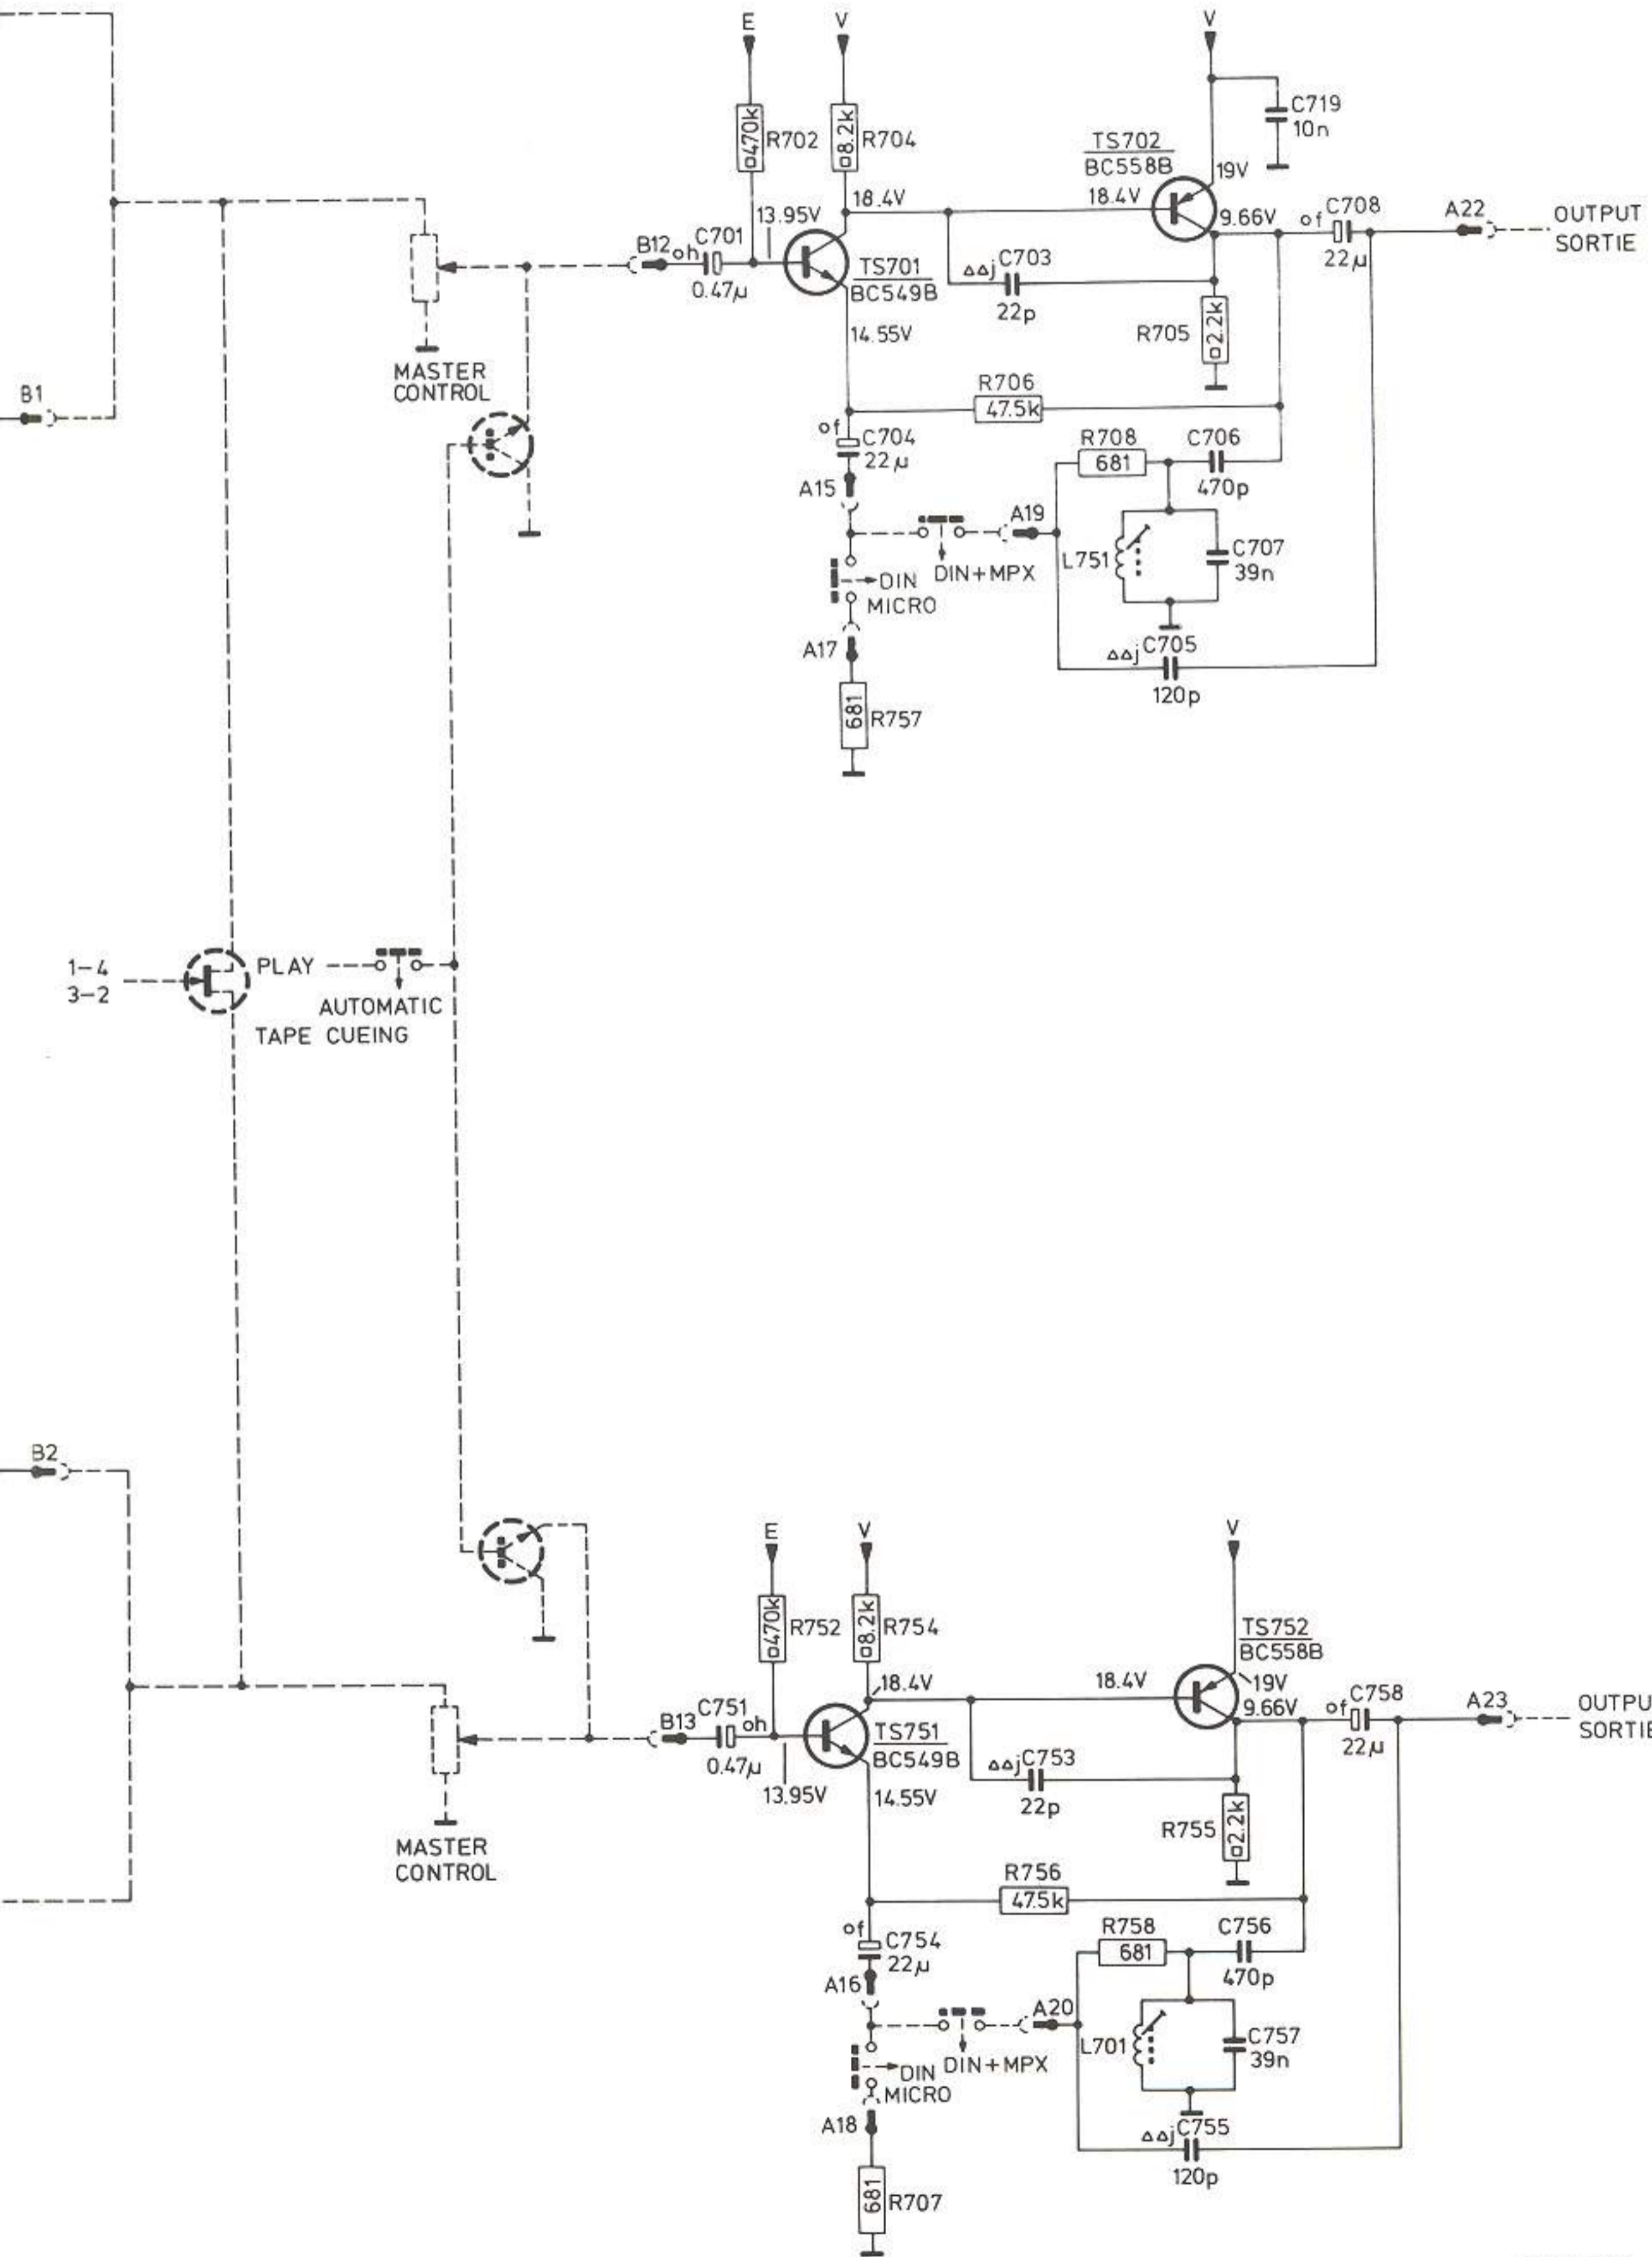 E
V
V
C719
10n
470k
R702
8.2k
R704
TS702
BC558B
19V
18.4V
18.4V
13.95V
9.66V
of C708
22μ
A22
OUTPUT
SORTIE
B12
oh C701
0.47μ
TS701
BC549B
ΔΔj C703
22p
14.55V
R705
2.2k
MASTER
CONTROL
B1
R706
47.5k
of
C704
22μ
R708
681
C706
470p
A15
A19
L751
C707
39n
DIN
MICRO
DIN+MPX
A17
ΔΔj C705
120p
681
R757
1-4
3-2
PLAY
AUTOMATIC
TAPE CUEING
B2
E
V
V
470k
R752
8.2k
R754
TS752
BC558B
18.4V
18.4V
19V
9.66V
of C758
22μ
A23
OUTPU
SORTIE
B13
C751
oh
0.47μ
TS751
BC549B
13.95V
14.55V
ΔΔj C753
22p
R755
2.2k
MASTER
CONTROL
R756
47.5k
of
C754
22μ
R758
681
C756
470p
A16
A20
L701
C757
39n
DIN
MICRO
DIN+MPX
A18
ΔΔj C755
120p
681
R707